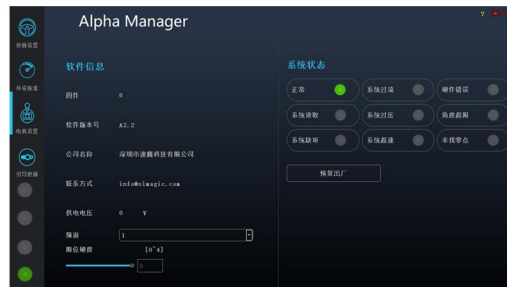 Alpha Manager
? -
参数设置
外设校准
电机设置
引导更新
软件信息
固件 0
软件版本号 A2.2
公司名称 深圳市速魔科技有限公司
联系方式 info@simagic.com
供电电压 0 V
频道 1
限位硬度 [0~4]
0
系统状态
正常 系统过流 硬件错误
系统读取 系统过压 角度超限
系统缺项 系统超速 未找零点
恢复出厂